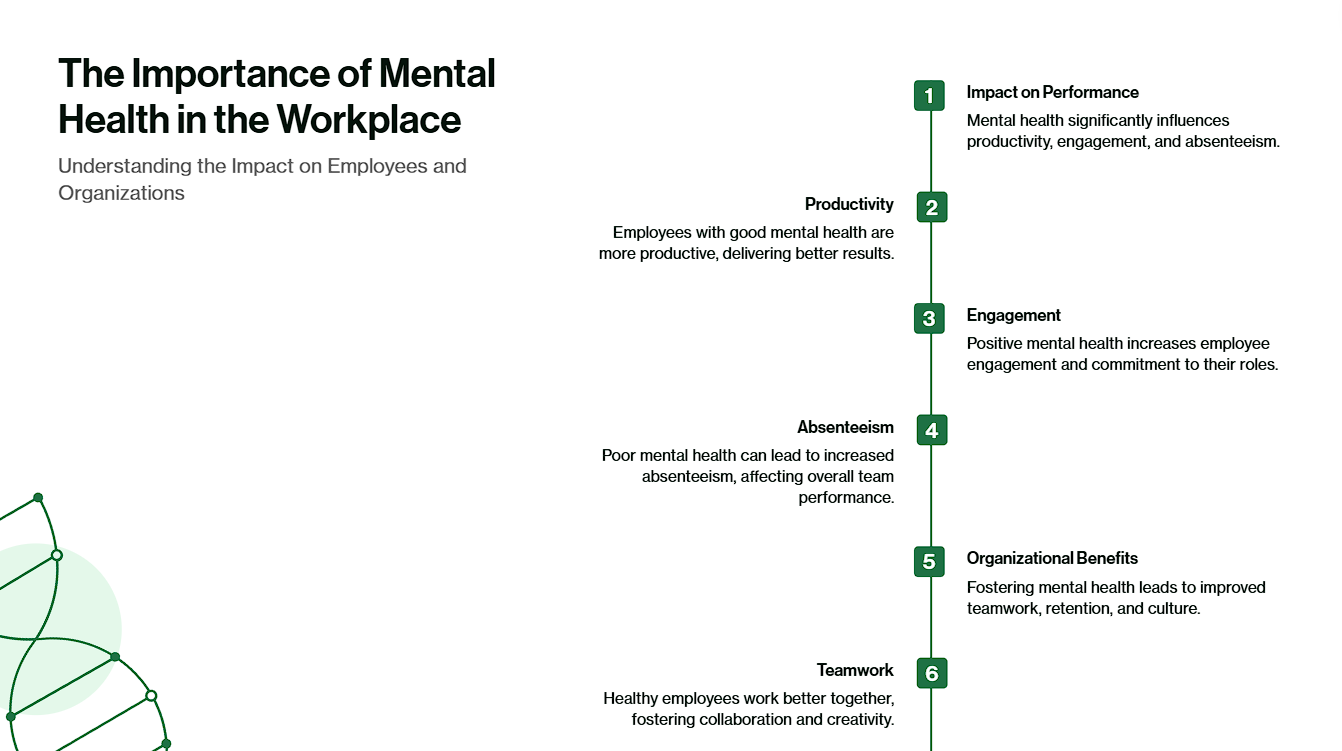 The Importance of Mental
Health in the Workplace
Understanding the Impact on Employees and
Organizations
1
Impact on Performance
Mental health significantly influences
productivity, engagement, and absenteeism.
2
Productivity
Employees with good mental health are
more productive, delivering better results.
3
Engagement
Positive mental health increases employee
engagement and commitment to their roles.
4
Absenteeism
Poor mental health can lead to increased
absenteeism, affecting overall team
performance.
5
Organizational Benefits
Fostering mental health leads to improved
teamwork, retention, and culture.
6
Teamwork
Healthy employees work better together,
fostering collaboration and creativity.